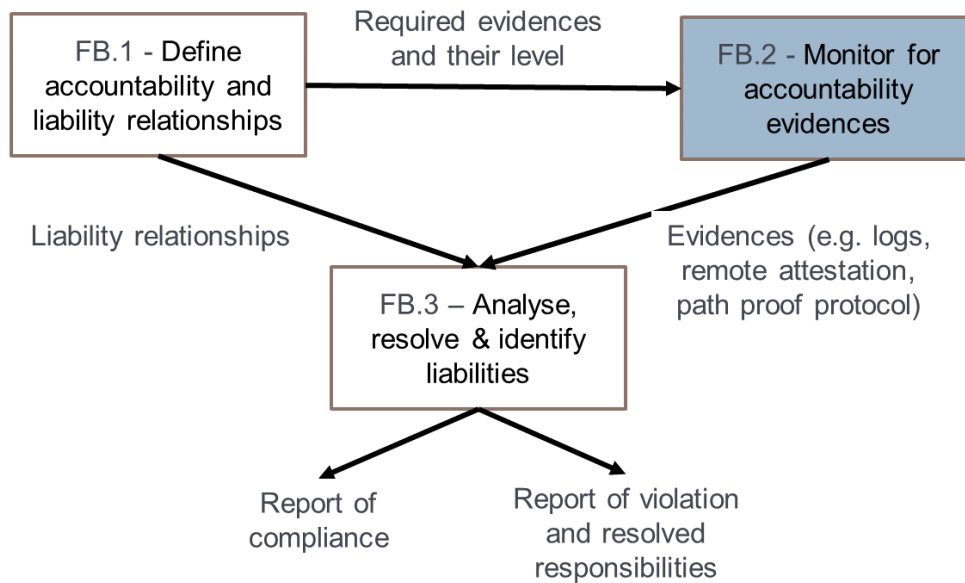 FB.1 - Define
accountability and
liability relationships
Required evidences
and their level
FB.2 - Monitor for
accountability
evidences
Liability relationships
Evidences (e.g. logs,
remote attestation,
path proof protocol)
FB.3 – Analyse,
resolve & identify
liabilities
Report of
compliance
Report of violation
and resolved
responsibilities